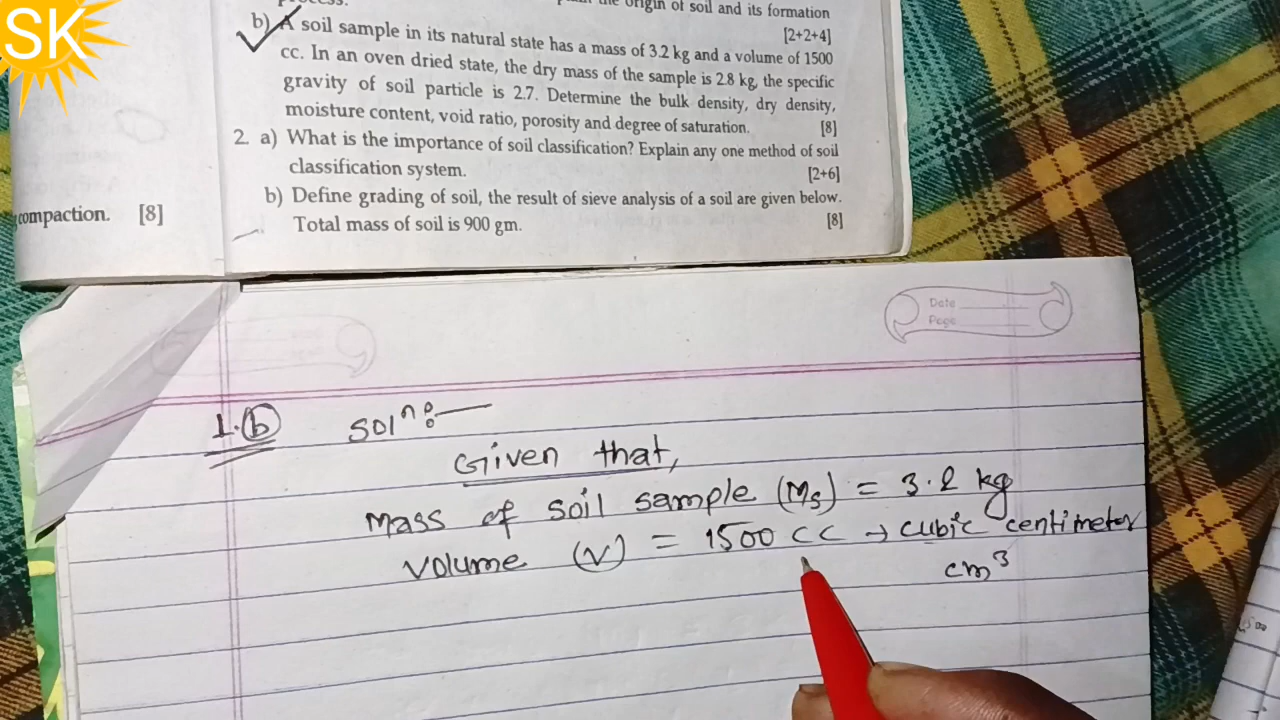 SK
the origin of soil and its formation
[2+2+4]
b) A soil sample in its natural state has a mass of 3.2 kg and a volume of 1500
cc. In an oven dried state, the dry mass of the sample is 2.8 kg, the specific
gravity of soil particle is 2.7. Determine the bulk density, dry density,
moisture content, void ratio, porosity and degree of saturation. [8]
2. a) What is the importance of soil classification? Explain any one method of soil
classification system. [2+6]
b) Define grading of soil, the result of sieve analysis of a soil are given below.
Total mass of soil is 900 gm. [8]
compaction. [8]
Date
Page
1.(b) Solⁿ:—
Given that,
Mass of soil sample (Ms) = 3.2 kg
volume (V) = 1500 CC → cubic centimeter
cm³